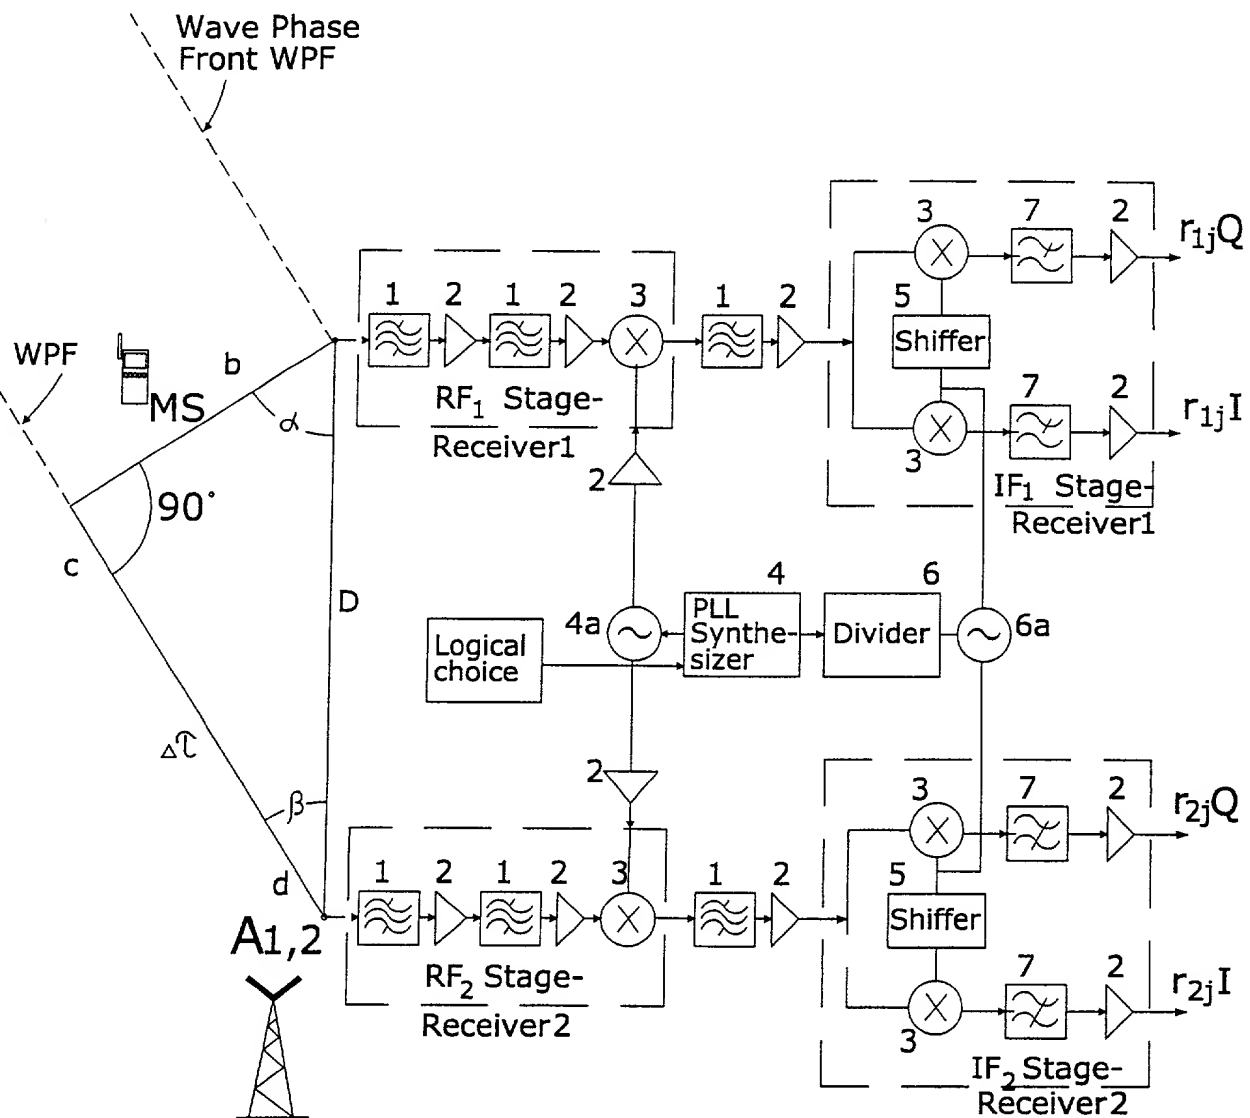 Wave Phase
Front WPF
WPF
MS
b
α
90°
c
D
Δτ
β
d
A1,2
1
2
1
2
3
RF1 Stage-
Receiver1
1
2
3
7
2
r1jQ
5
Shiffer
7
2
r1jI
3
IF1 Stage-
Receiver1
2
4a
4
PLL
Synthe-
sizer
6
Divider
6a
Logical
choice
2
1
2
1
2
3
RF2 Stage-
Receiver2
1
2
3
7
2
r2jQ
5
Shiffer
7
2
r2jI
3
IF2 Stage-
Receiver2